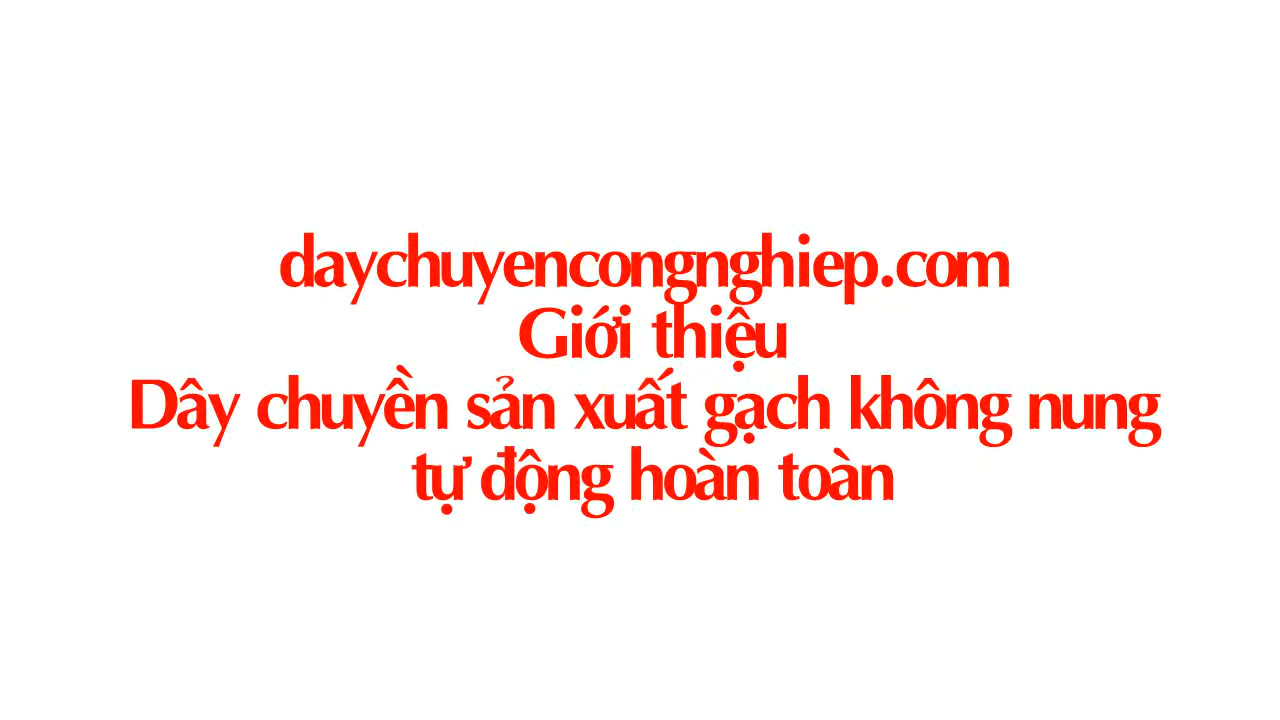 daychuyencongnghiep.com
Giới thiệu
Dây chuyền sản xuất gạch không nung
tự động hoàn toàn